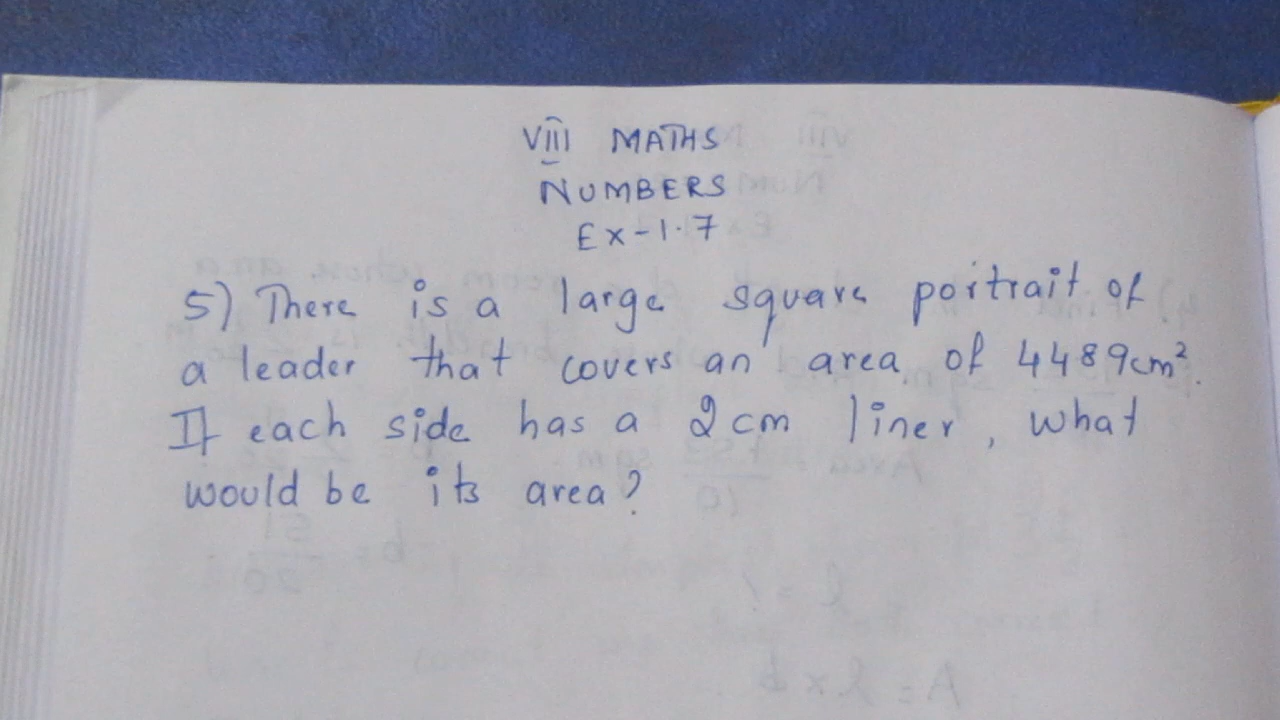 VIII MATHS
NUMBERS
Ex-1.7
5) There is a large square portrait of
a leader that covers an area of 4489cm².
If each side has a 2cm liner, what
would be its area?